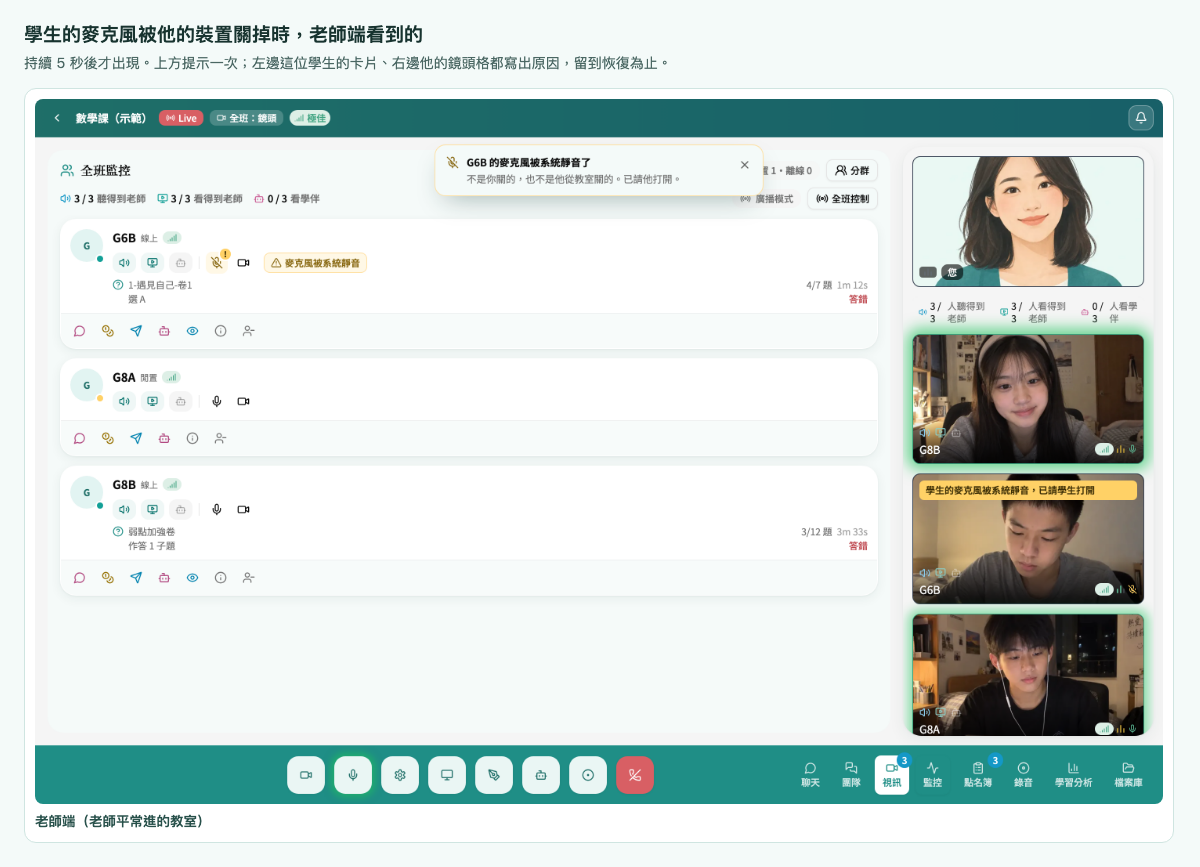 學生的麥克風被他的裝置關掉時，老師端看到的
持續 5 秒後才出現。上方提示一次；左邊這位學生的卡片、右邊他的鏡頭格都寫出原因，留到恢復為止。
數學課（示範） Live 全班：鏡頭 極佳
G6B 的麥克風被系統靜音了
不是你關的，也不是他從教室關的。已請他打開。
全班監控
置 1・離線 0 分群
3 / 3 聽得到老師 3 / 3 看得到老師 0 / 3 看學伴
廣播模式 全班控制
G G6B 線上
! 麥克風被系統靜音
1-遇見自己-卷1
選 A
4/7 題 1m 12s
答錯
G G8A 閒置
G G8B 線上
弱點加強卷
作答 1 子題
3/12 題 3m 33s
答錯
您
3 / 3 人聽得到老師 3 / 3 人看得到老師 0 / 3 人看學伴
G8B
學生的麥克風被系統靜音，已請學生打開
G6B
G8A
聊天 團隊 視訊 3 監控 點名簿 3 錄音 學習分析 檔案庫
老師端（老師平常進的教室）